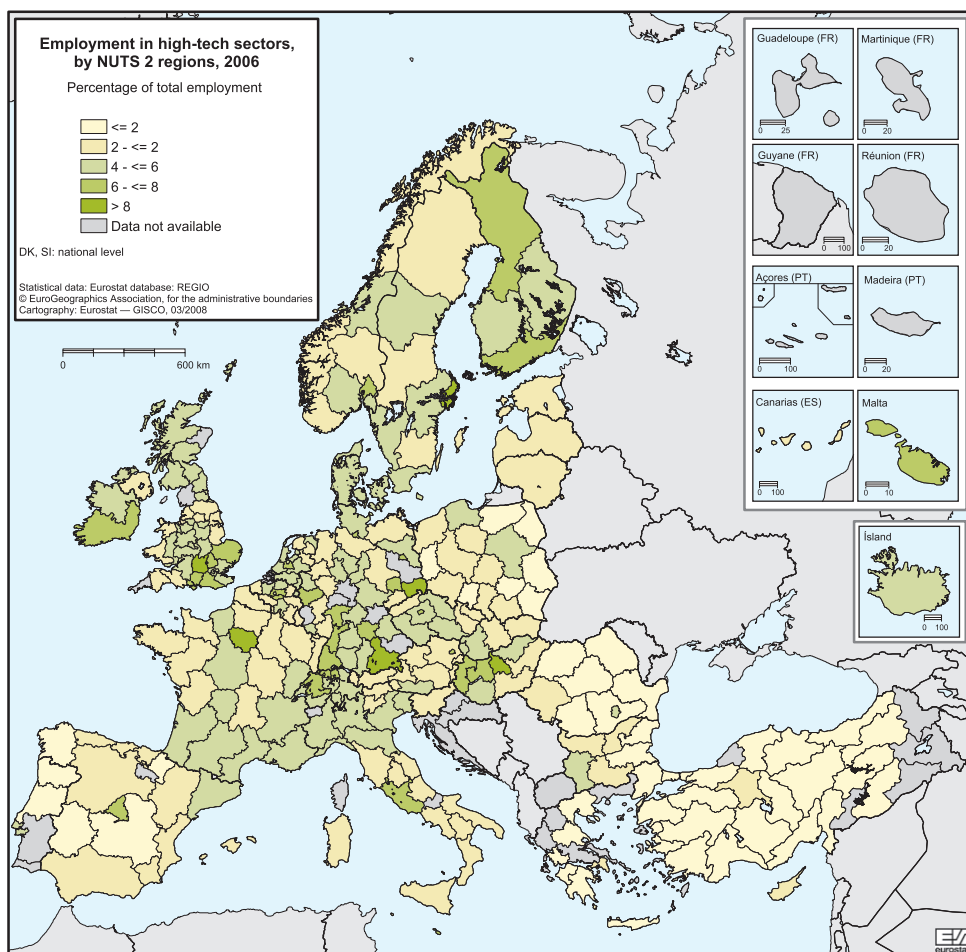 Employment in high-tech sectors,
by NUTS 2 regions, 2006
Percentage of total employment
<= 2
2 - <= 2
4 - <= 6
6 - <= 8
> 8
Data not available
DK, SI: national level
Statistical data: Eurostat database: REGIO
© EuroGeographics Association, for the administrative boundaries
Cartography: Eurostat — GISCO, 03/2008
0 600 km
Guadeloupe (FR)
0 25
Martinique (FR)
0 20
Guyane (FR)
0 100
Réunion (FR)
0 20
Açores (PT)
0 100
Madeira (PT)
0 20
Canarias (ES)
0 100
Malta
0 10
Ísland
0 100
eurostat